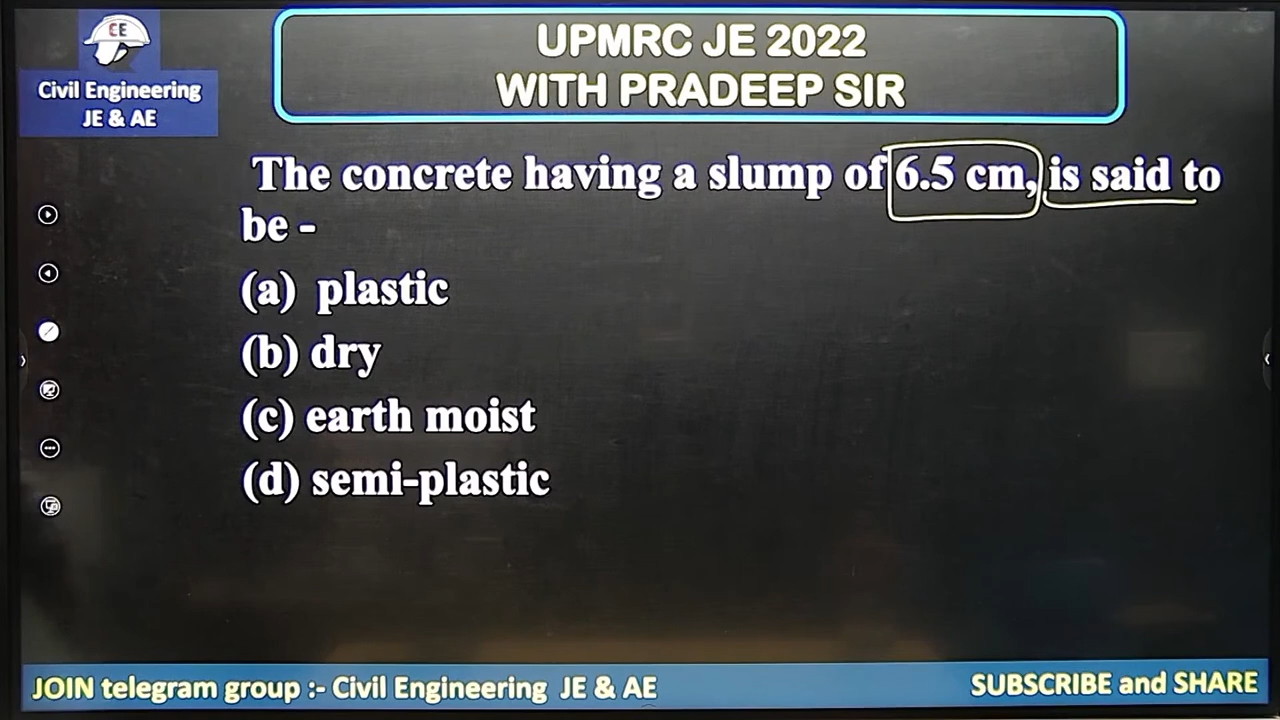 CE
Civil Engineering
JE & AE
UPMRC JE 2022
WITH PRADEEP SIR
The concrete having a slump of 6.5 cm, is said to
be -
(a) plastic
(b) dry
(c) earth moist
(d) semi-plastic
JOIN telegram group :- Civil Engineering JE & AE
SUBSCRIBE and SHARE